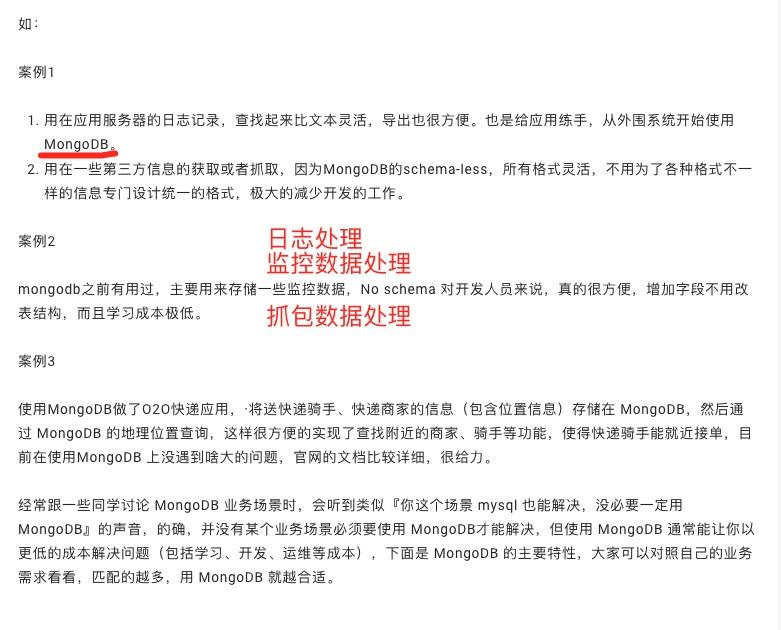 如：
案例1
1. 用在应用服务器的日志记录，查找起来比文本灵活，导出也很方便。也是给应用练手，从外围系统开始使用
MongoDB。
2. 用在一些第三方信息的获取或者抓取，因为MongoDB的schema-less，所有格式灵活，不用为了各种格式不一
样的信息专门设计统一的格式，极大的减少开发的工作。
案例2
日志处理
监控数据处理
mongodb之前有用过，主要用来存储一些监控数据，No schema 对开发人员来说，真的很方便，增加字段不用改
表结构，而且学习成本极低。
抓包数据处理
案例3
使用MongoDB做了O2O快递应用，·将送快递骑手、快递商家的信息（包含位置信息）存储在 MongoDB，然后通
过 MongoDB 的地理位置查询，这样很方便的实现了查找附近的商家、骑手等功能，使得快递骑手能就近接单，目
前在使用MongoDB 上没遇到啥大的问题，官网的文档比较详细，很给力。
经常跟一些同学讨论 MongoDB 业务场景时，会听到类似『你这个场景 mysql 也能解决，没必要一定用
MongoDB』的声音，的确，并没有某个业务场景必须要使用 MongoDB才能解决，但使用 MongoDB 通常能让你以
更低的成本解决问题（包括学习、开发、运维等成本），下面是 MongoDB 的主要特性，大家可以对照自己的业务
需求看看，匹配的越多，用 MongoDB 就越合适。